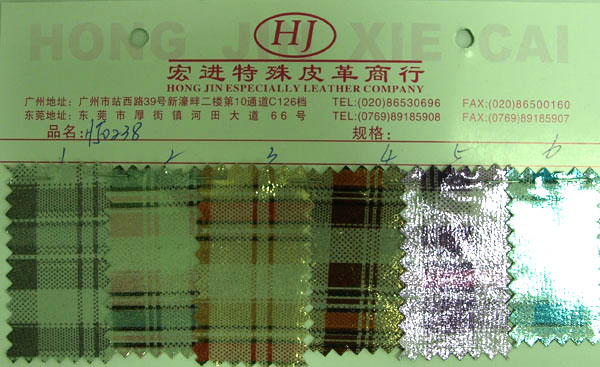 HONG JIN XIE CAI
HJ
宏进特殊皮革商行
HONG JIN ESPECIALLY LEATHER COMPANY
广州地址:广州市站西路39号新濠畔二楼第10通道C126档 TEL:(020)86530696 FAX:(020)86500160
东莞地址:东莞市厚街镇河田大道66号 TEL:(0769)89185908 FAX:(0769)89185907
品名: 规格:
1 2 3 4 5 6